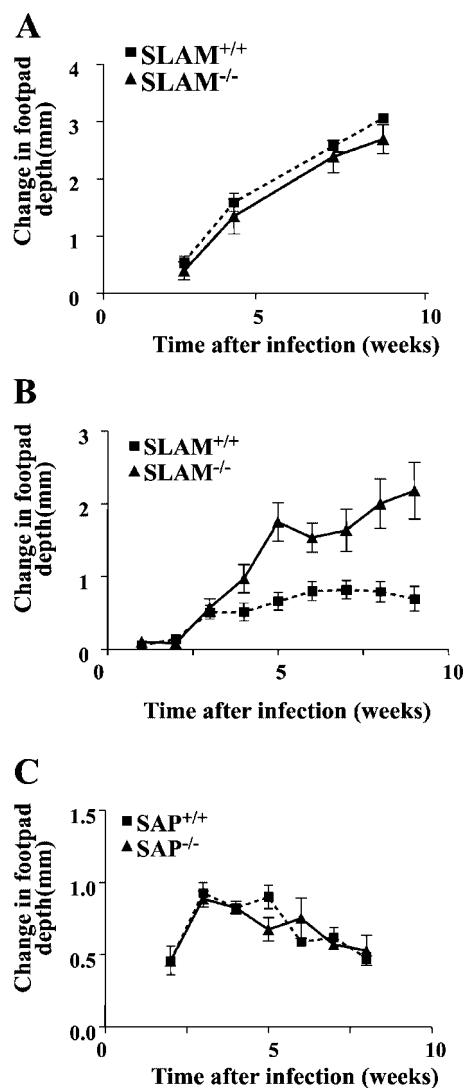 A
SLAM+/+
SLAM-/-
Change in footpad
depth(mm)
4
3
2
1
0
0
5
10
Time after infection (weeks)
B
SLAM+/+
SLAM-/-
Change in footpad
depth(mm)
3
2
1
0
0
5
10
Time after infection (weeks)
C
SAP+/+
SAP-/-
Change in footpad
depth(mm)
1.5
1.0
0.5
0.0
0
5
10
Time after infection (weeks)